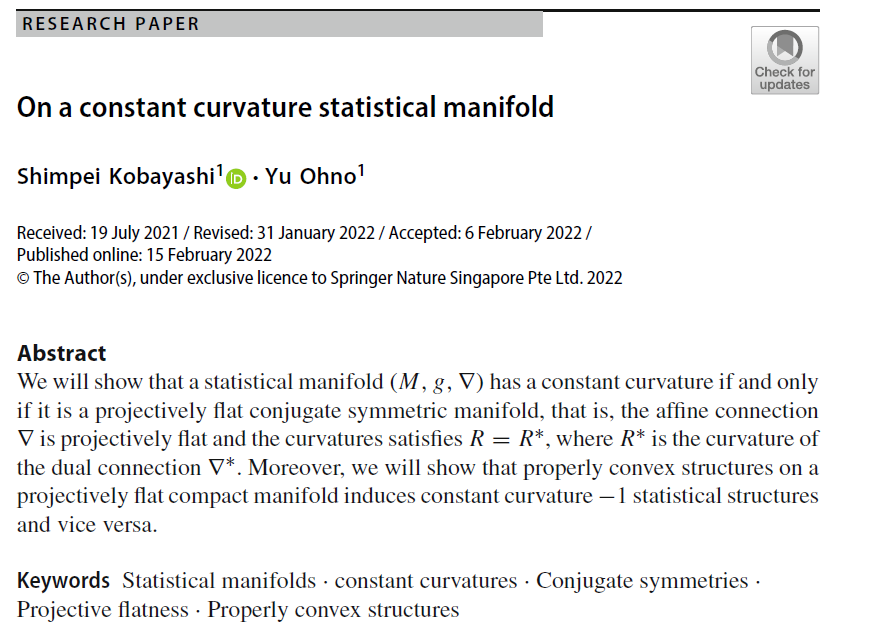 RESEARCH PAPER
Check for
updates
On a constant curvature statistical manifold
Shimpei Kobayashi¹ iD · Yu Ohno¹
Received: 19 July 2021 / Revised: 31 January 2022 / Accepted: 6 February 2022 /
Published online: 15 February 2022
© The Author(s), under exclusive licence to Springer Nature Singapore Pte Ltd. 2022
Abstract
We will show that a statistical manifold (M, g, ∇) has a constant curvature if and only
if it is a projectively flat conjugate symmetric manifold, that is, the affine connection
∇ is projectively flat and the curvatures satisfies R = R*, where R* is the curvature of
the dual connection ∇*. Moreover, we will show that properly convex structures on a
projectively flat compact manifold induces constant curvature −1 statistical structures
and vice versa.
Keywords Statistical manifolds · constant curvatures · Conjugate symmetries ·
Projective flatness · Properly convex structures